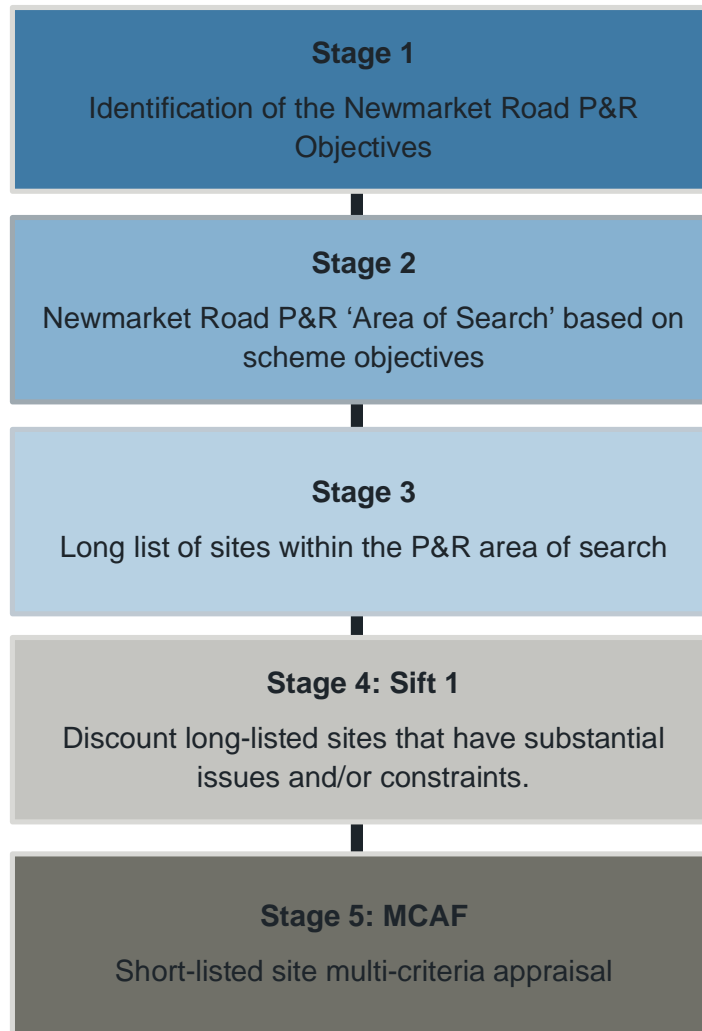 Stage 1
Identification of the Newmarket Road P&R
Objectives
Stage 2
Newmarket Road P&R ‘Area of Search’ based on
scheme objectives
Stage 3
Long list of sites within the P&R area of search
Stage 4: Sift 1
Discount long-listed sites that have substantial
issues and/or constraints.
Stage 5: MCAF
Short-listed site multi-criteria appraisal